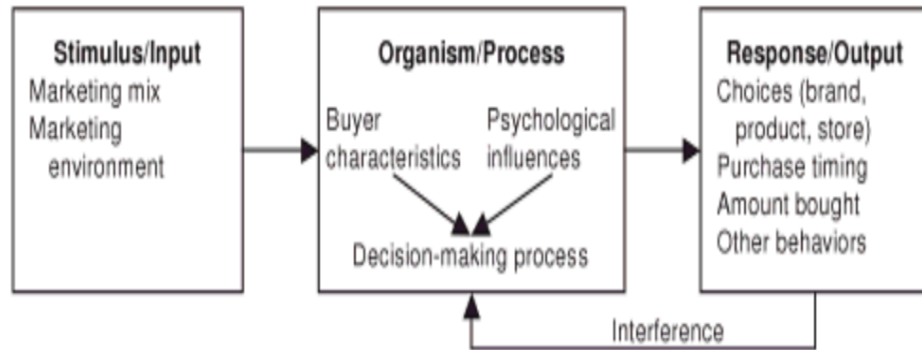 Stimulus/Input
Marketing mix
Marketing
environment
Organism/Process
Buyer
characteristics
Psychological
influences
Decision-making process
Response/Output
Choices (brand,
product, store)
Purchase timing
Amount bought
Other behaviors
Interference